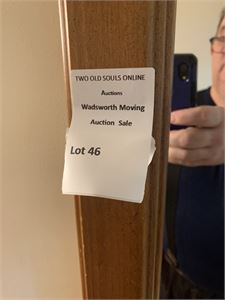 TWO OLD SOULS ONLINE
Auctions
Wadsworth Moving
Auction Sale
Lot 46